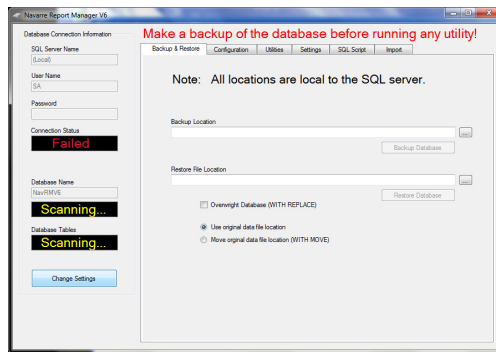 Navarre Report Manager V6
Make a backup of the database before running any utility!
Database Connection Information
SQL Server Name
(Local)
User Name
SA
Password
Connection Status
Failed
Database Name
NavRMV6
Scanning...
Database Tables
Scanning...
Change Settings
Backup & Restore Configuration Utilities Settings SQL Script Import
Note: All locations are local to the SQL server.
Backup Location
...
Backup Database
Restore File Location
...
Restore Database
Overwright Database (WITH REPLACE)
Use orginal data file location
Move orginal data file location (WITH MOVE)